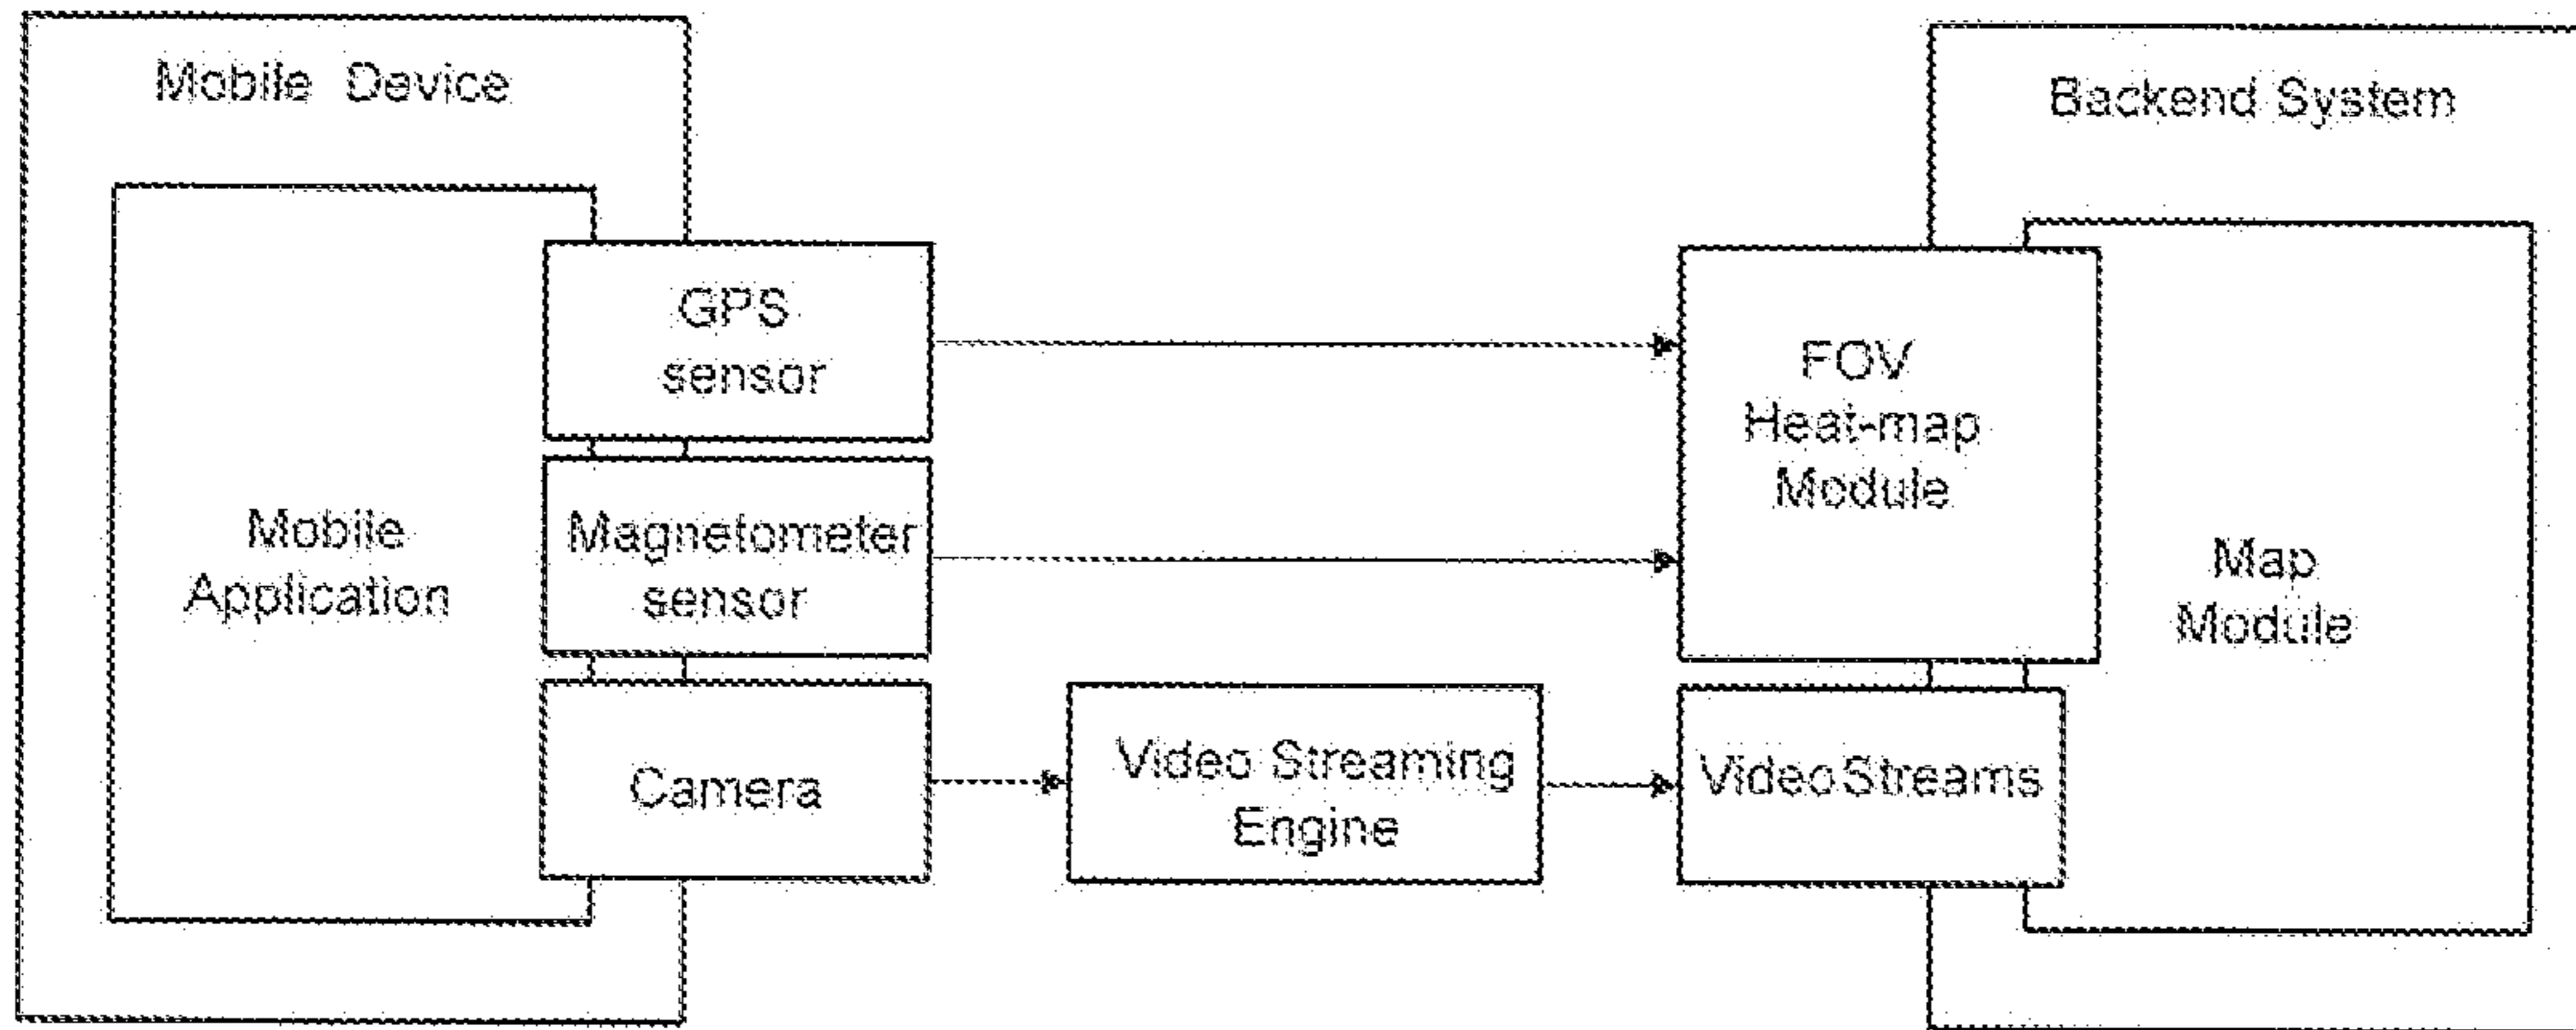 Mobile Device
Backend System
GPS
sensor
FOV
Heat-map
Module
Mobile
Application
Magnetometer
sensor
Map
Module
Camera
Video Streaming
Engine
VideoStreams